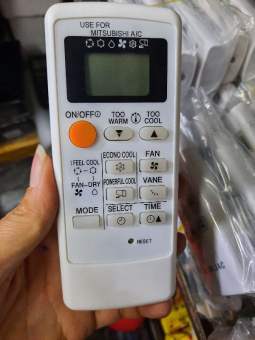 USE FOR
MITSUBISHI A/C
ON/OFF
TOO WARM
TOO COOL
ECONO COOL
FAN
I FEEL COOL
POWERFUL COOL
VANE
FAN DRY
MODE
SELECT
TIME
RESET